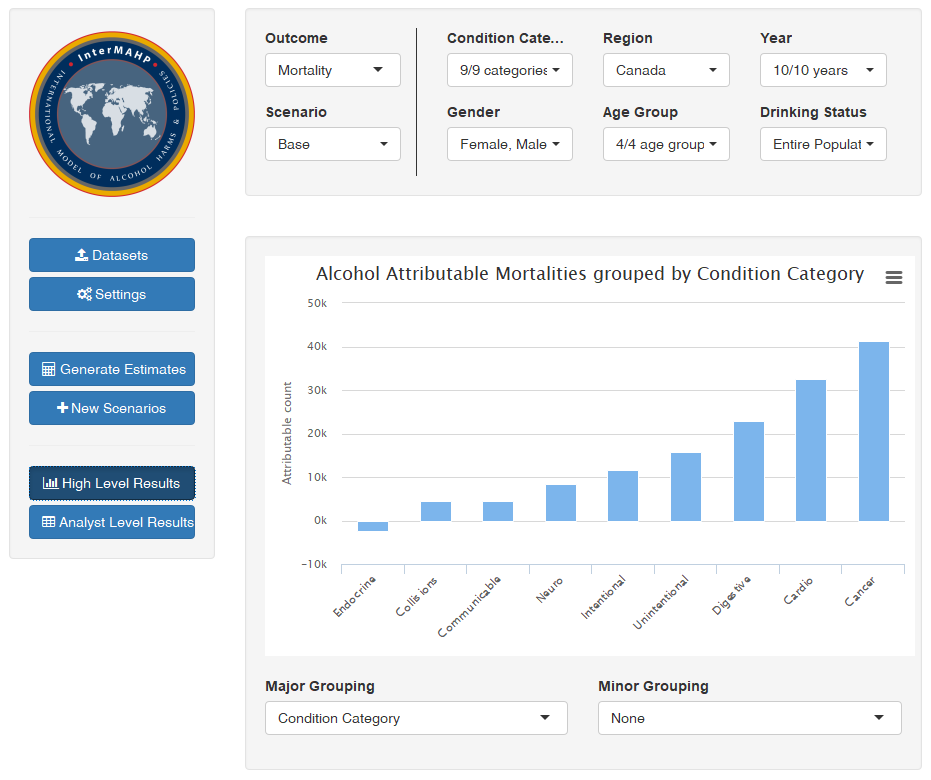 InterMAHP
INTERNATIONAL MODEL OF ALCOHOL HARMS & POLICIES
Datasets
Settings
Generate Estimates
New Scenarios
High Level Results
Analyst Level Results
Outcome
Mortality
Scenario
Base
Condition Cate...
9/9 categories
Region
Canada
Year
10/10 years
Gender
Female, Male
Age Group
4/4 age group
Drinking Status
Entire Populat
Alcohol Attributable Mortalities grouped by Condition Category
Attributable count
50k
40k
30k
20k
10k
0k
-10k
Endocrine
Collisions
Communicable
Neuro
Intentional
Unintentional
Digestive
Cardio
Cancer
Major Grouping
Condition Category
Minor Grouping
None